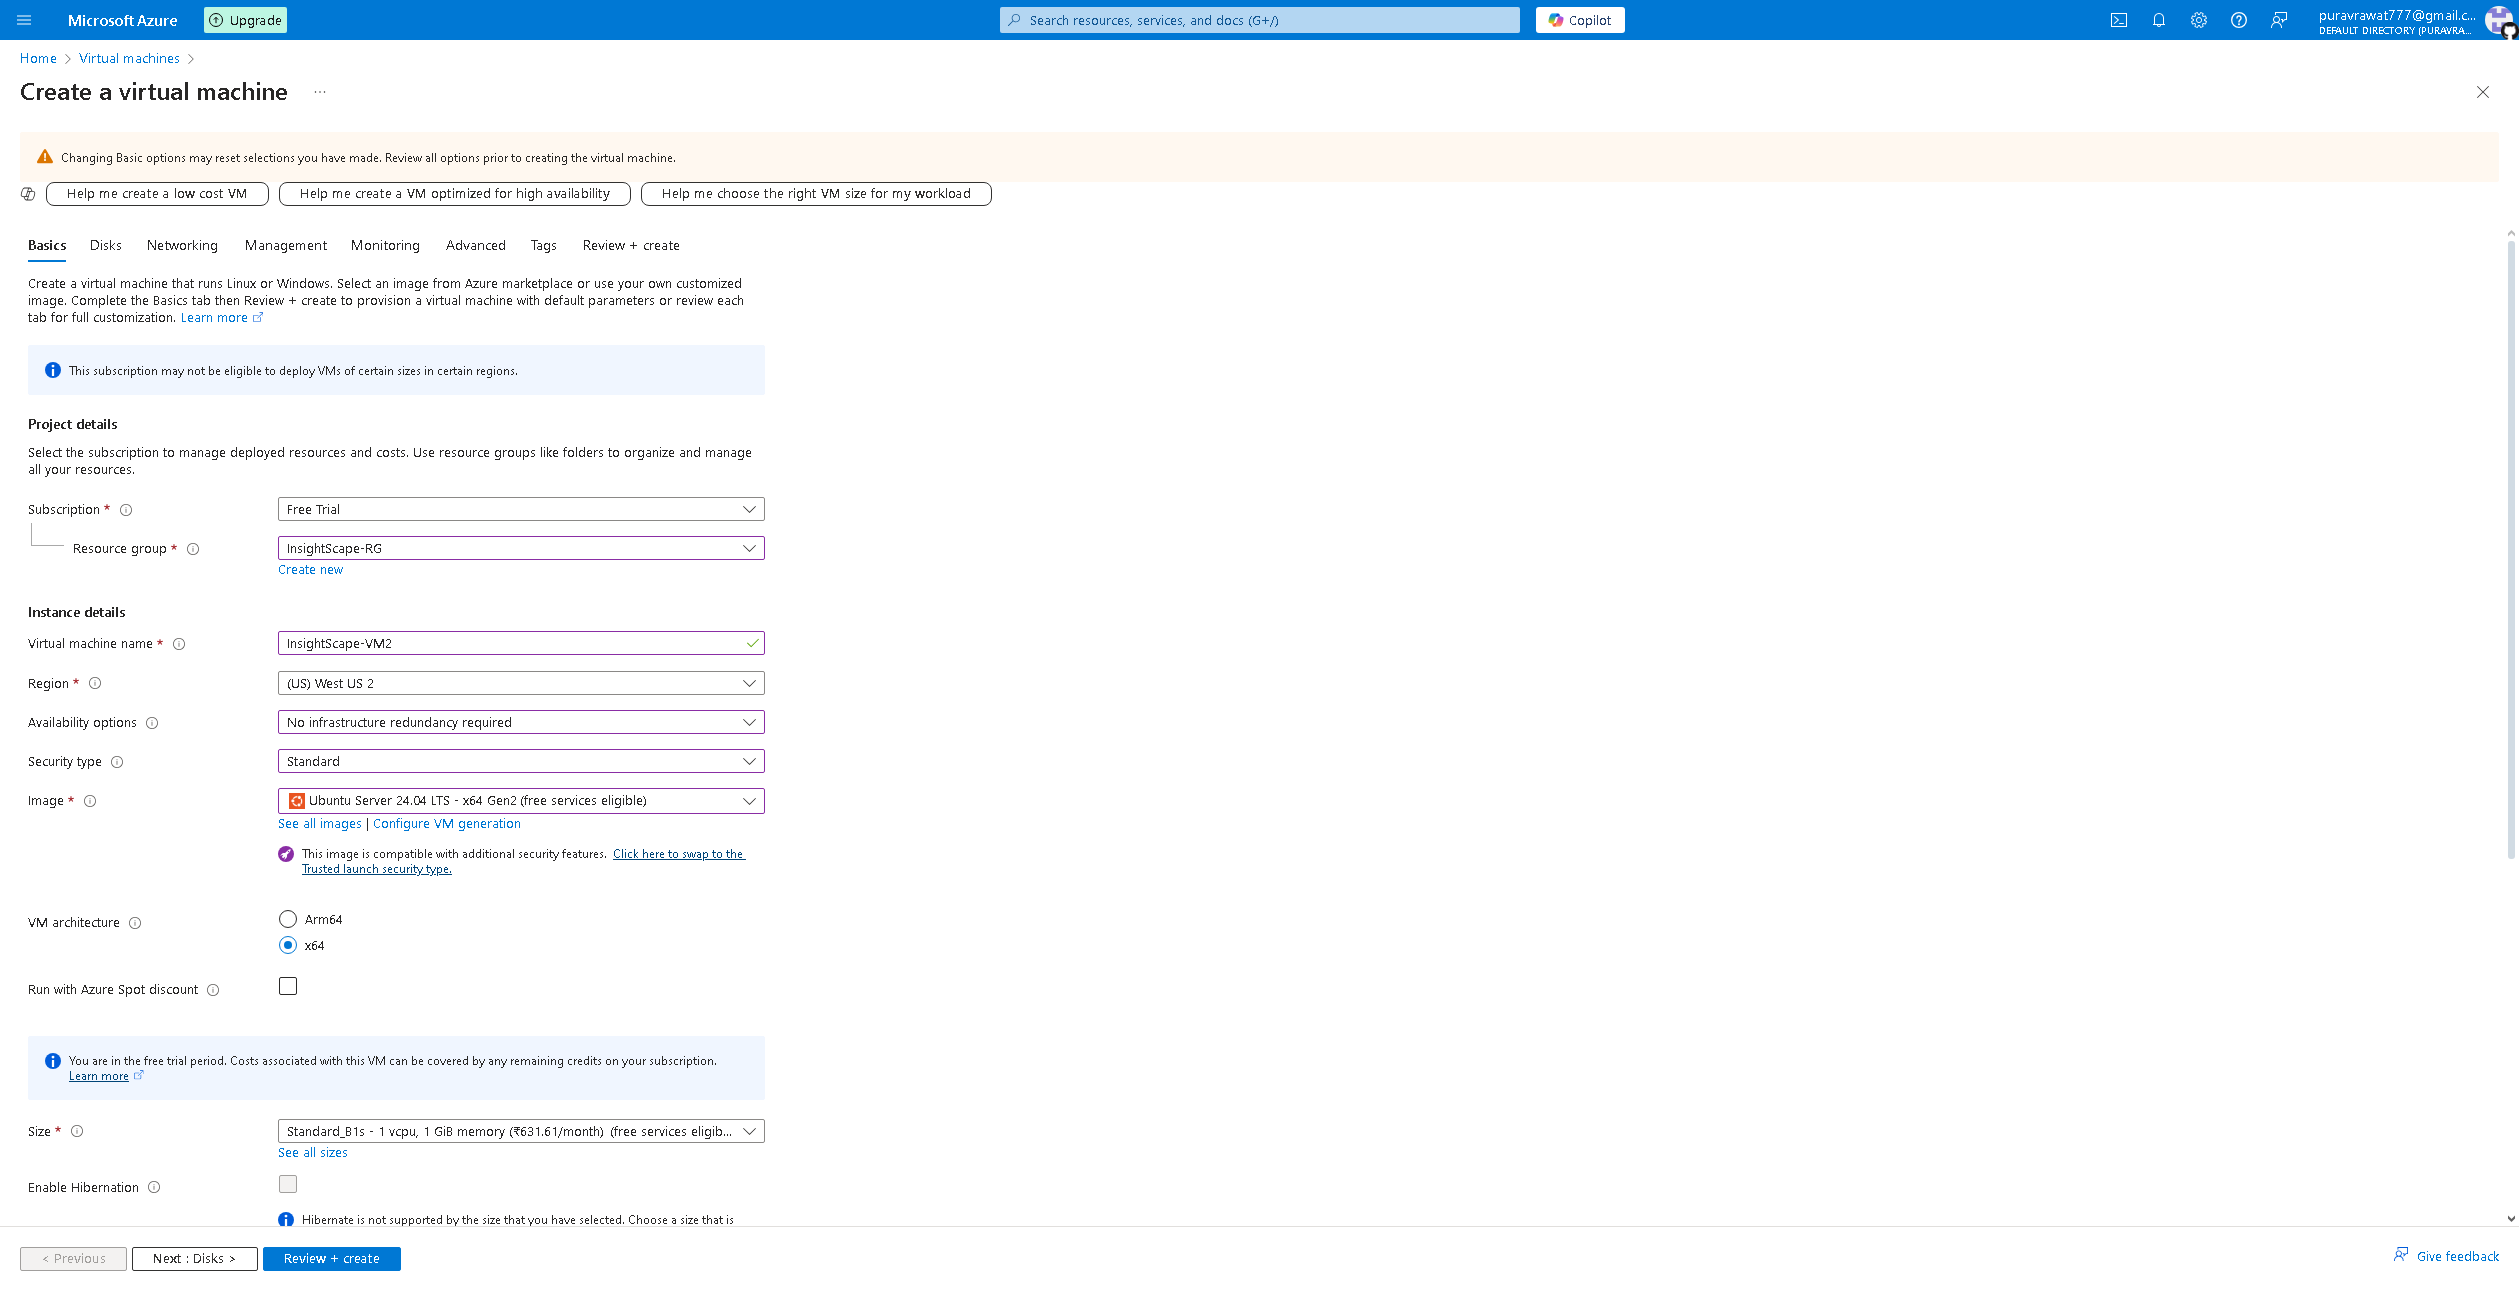 Microsoft Azure
Upgrade
Search resources, services, and docs (G+/)
Copilot
puravrawat777@gmail.c...
DEFAULT DIRECTORY (PURAVRA...
Home
Virtual machines
Create a virtual machine
...
Changing Basic options may reset selections you have made. Review all options prior to creating the virtual machine.
Help me create a low cost VM
Help me create a VM optimized for high availability
Help me choose the right VM size for my workload
Basics
Disks
Networking
Management
Monitoring
Advanced
Tags
Review + create
Create a virtual machine that runs Linux or Windows. Select an image from Azure marketplace or use your own customized
image. Complete the Basics tab then Review + create to provision a virtual machine with default parameters or review each
tab for full customization. Learn more
This subscription may not be eligible to deploy VMs of certain sizes in certain regions.
Project details
Select the subscription to manage deployed resources and costs. Use resource groups like folders to organize and manage
all your resources.
Subscription *
Free Trial
Resource group *
InsightScape-RG
Create new
Instance details
Virtual machine name *
InsightScape-VM2
Region *
(US) West US 2
Availability options
No infrastructure redundancy required
Security type
Standard
Image *
Ubuntu Server 24.04 LTS - x64 Gen2 (free services eligible)
See all images | Configure VM generation
This image is compatible with additional security features. Click here to swap to the
Trusted launch security type.
VM architecture
Arm64
x64
Run with Azure Spot discount
You are in the free trial period. Costs associated with this VM can be covered by any remaining credits on your subscription.
Learn more
Size *
Standard_B1s - 1 vcpu, 1 GiB memory (₹631.61/month) (free services eligib...
See all sizes
Enable Hibernation
Hibernate is not supported by the size that you have selected. Choose a size that is
< Previous
Next : Disks >
Review + create
Give feedback